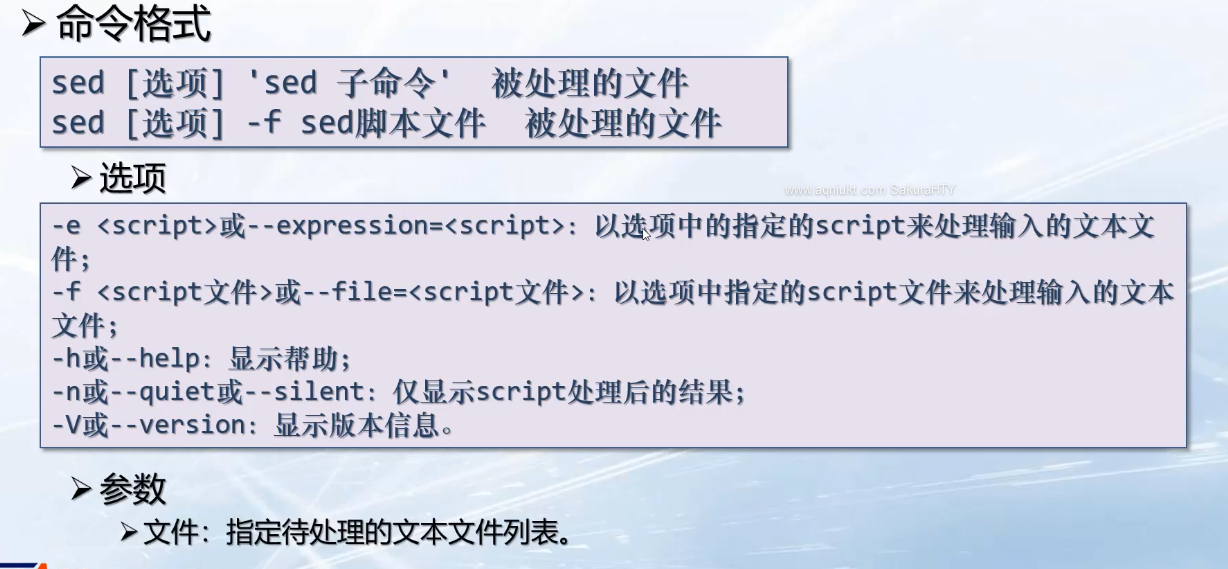 命令格式
sed [选项] 'sed 子命令' 被处理的文件
sed [选项] -f sed脚本文件 被处理的文件
选项
www.aqniukt.com SakuraHTY
-e <script>或--expression=<script>: 以选项中的指定的script来处理输入的文本文
件;
-f <script文件>或--file=<script文件>: 以选项中指定的script文件来处理输入的文本
文件;
-h或--help: 显示帮助;
-n或--quiet或--silent: 仅显示script处理后的结果;
-V或--version: 显示版本信息。
参数
文件: 指定待处理的文本文件列表。